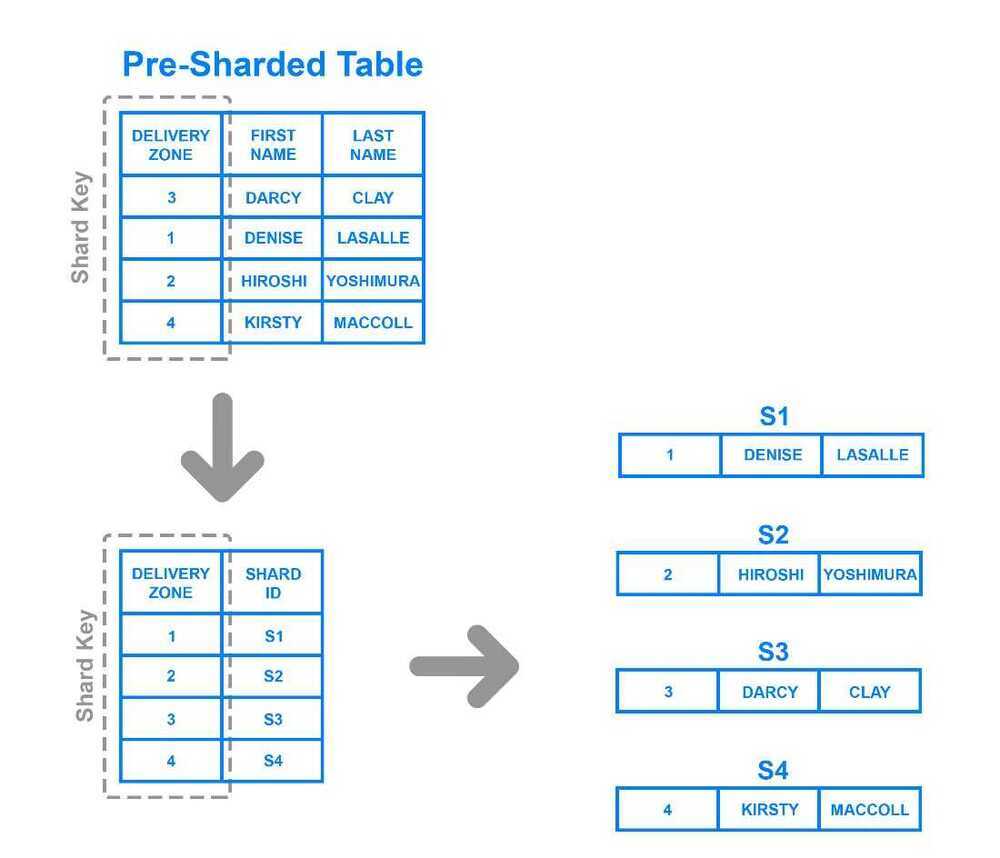 Pre-Sharded Table
Shard Key
DELIVERY ZONE FIRST NAME LAST NAME
3 DARCY CLAY
1 DENISE LASALLE
2 HIROSHI YOSHIMURA
4 KIRSTY MACCOLL
Shard Key
DELIVERY ZONE SHARD ID
1 S1
2 S2
3 S3
4 S4
S1
1 DENISE LASALLE
S2
2 HIROSHI YOSHIMURA
S3
3 DARCY CLAY
S4
4 KIRSTY MACCOLL